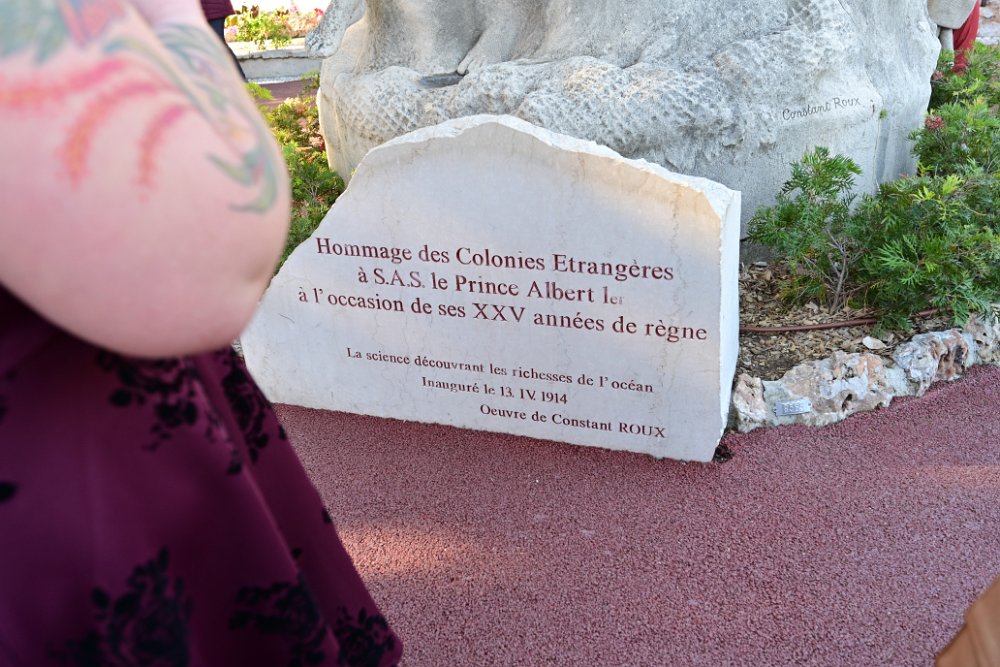 Constant Roux
Hommage des Colonies Etrangères
à S.A.S. le Prince Albert Ier
à l'occasion de ses XXV années de règne
La science découvrant les richesses de l'océan
Inauguré le 13. IV. 1914
Oeuvre de Constant ROUX